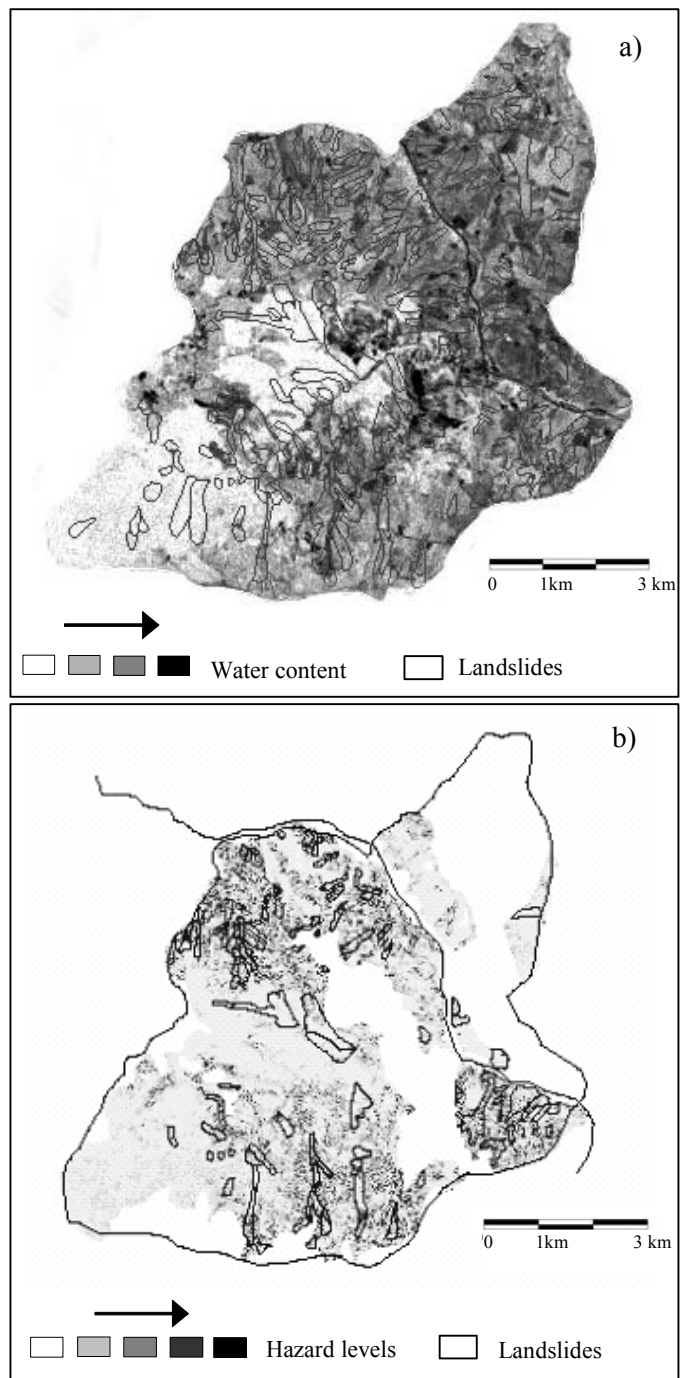 a)
0 1km 3 km
Water content Landslides
b)
0 1km 3 km
Hazard levels Landslides